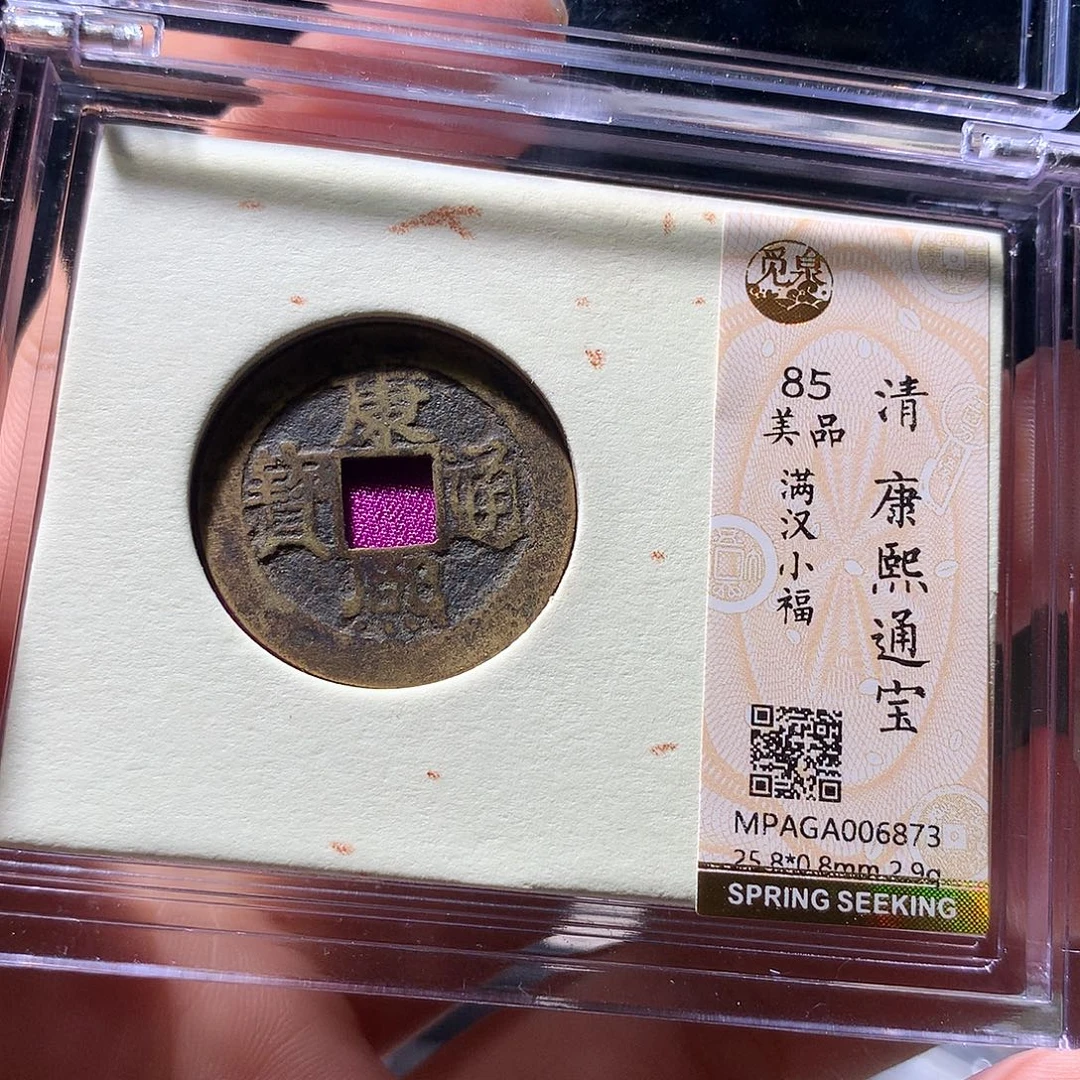 康熙通寳
觅泉
85
美品
满汉小福
清 康熙通宝
MPAGA006873
25.8*0.8mm 2.9g
SPRING SEEKING